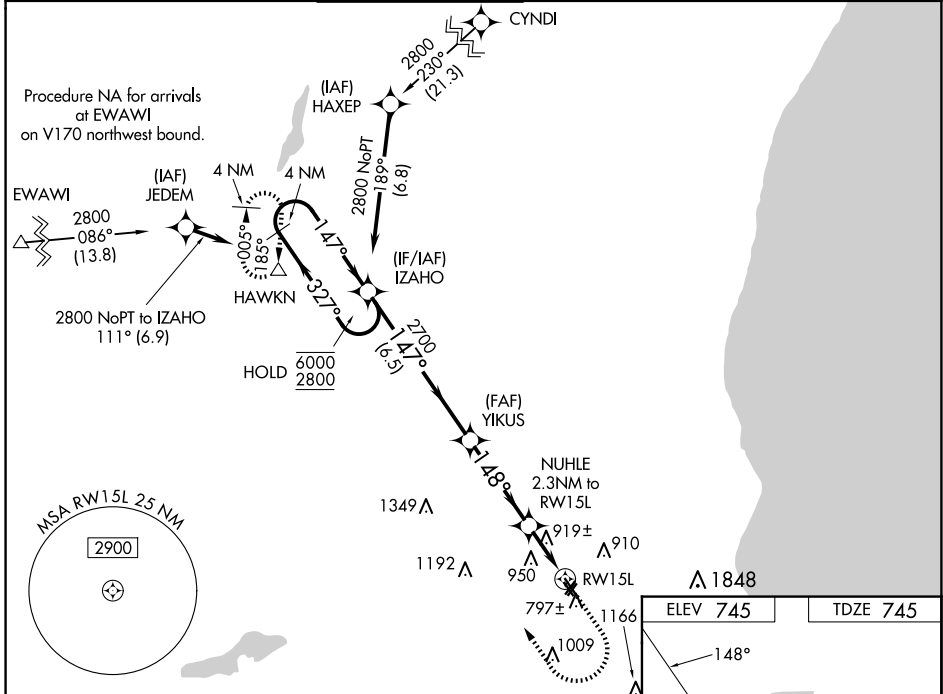 CYNDI
2800
230°
(21.3)
(IAF)
HAXEP
Procedure NA for arrivals
at EWAWI
on V170 northwest bound.
2800 NoPT
189°
(6.8)
(IAF)
JEDEM
4 NM
4 NM
EWAWI
2800
086°
(13.8)
005°
185°
147°
(IF/IAF)
IZAHO
HAWKN
327°
2800 NoPT to IZAHO
111° (6.9)
HOLD
6000
2800
2700
147°
(6.5)
(FAF)
YIKUS
148°
NUHLE
2.3NM to
RW15L
MSA RW15L 25 NM
2900
1349
919±
910
1192
950
RW15L
1848
797±
1166
1009
ELEV 745
TDZE 745
148°